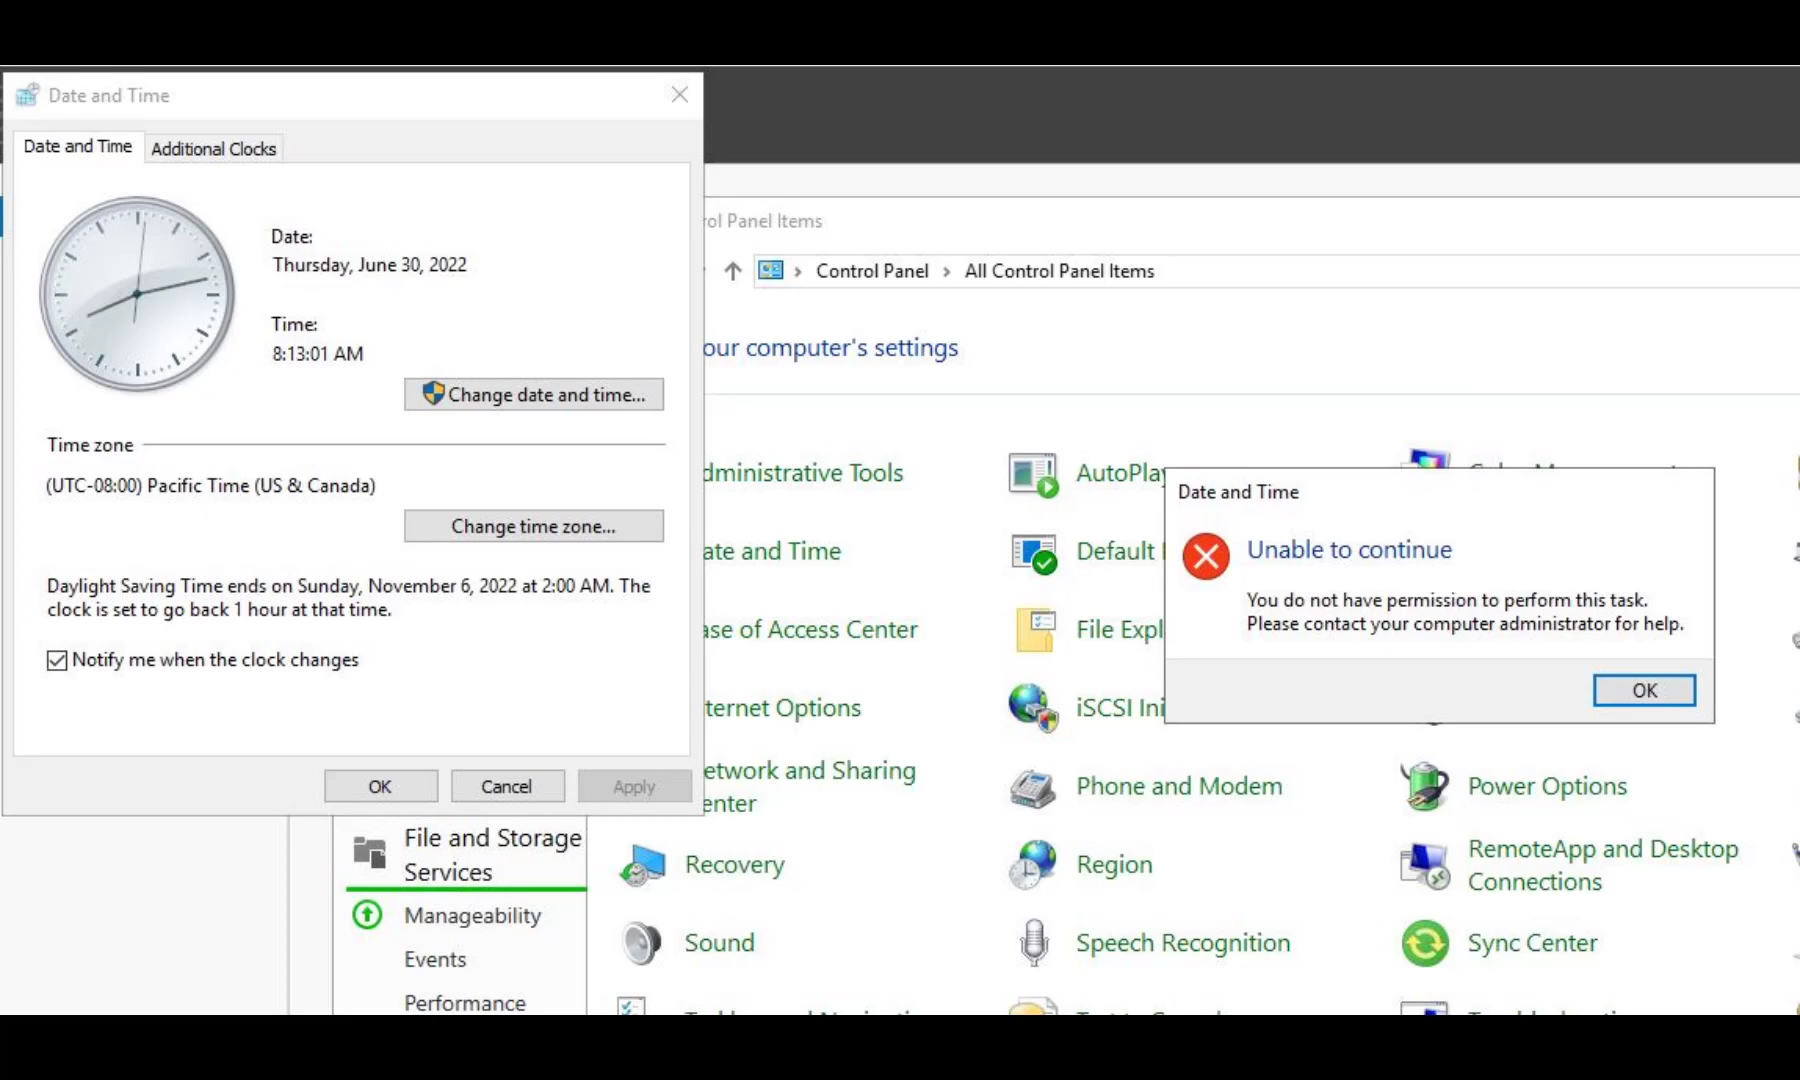 Date and Time
Date and Time
Additional Clocks
Date:
Thursday, June 30, 2022
Time:
8:13:01 AM
Change date and time...
Time zone
(UTC-08:00) Pacific Time (US & Canada)
Change time zone...
Daylight Saving Time ends on Sunday, November 6, 2022 at 2:00 AM. The
clock is set to go back 1 hour at that time.
Notify me when the clock changes
OK
Cancel
Apply
rol Panel Items
Control Panel
All Control Panel Items
our computer's settings
dministrative Tools
AutoPlay
ate and Time
Default
ase of Access Center
File Expl
ternet Options
iSCSI Ini
etwork and Sharing
enter
Phone and Modem
Power Options
Recovery
Region
RemoteApp and Desktop
Connections
Sound
Speech Recognition
Sync Center
Date and Time
Unable to continue
You do not have permission to perform this task.
Please contact your computer administrator for help.
OK
File and Storage
Services
Manageability
Events
Performance